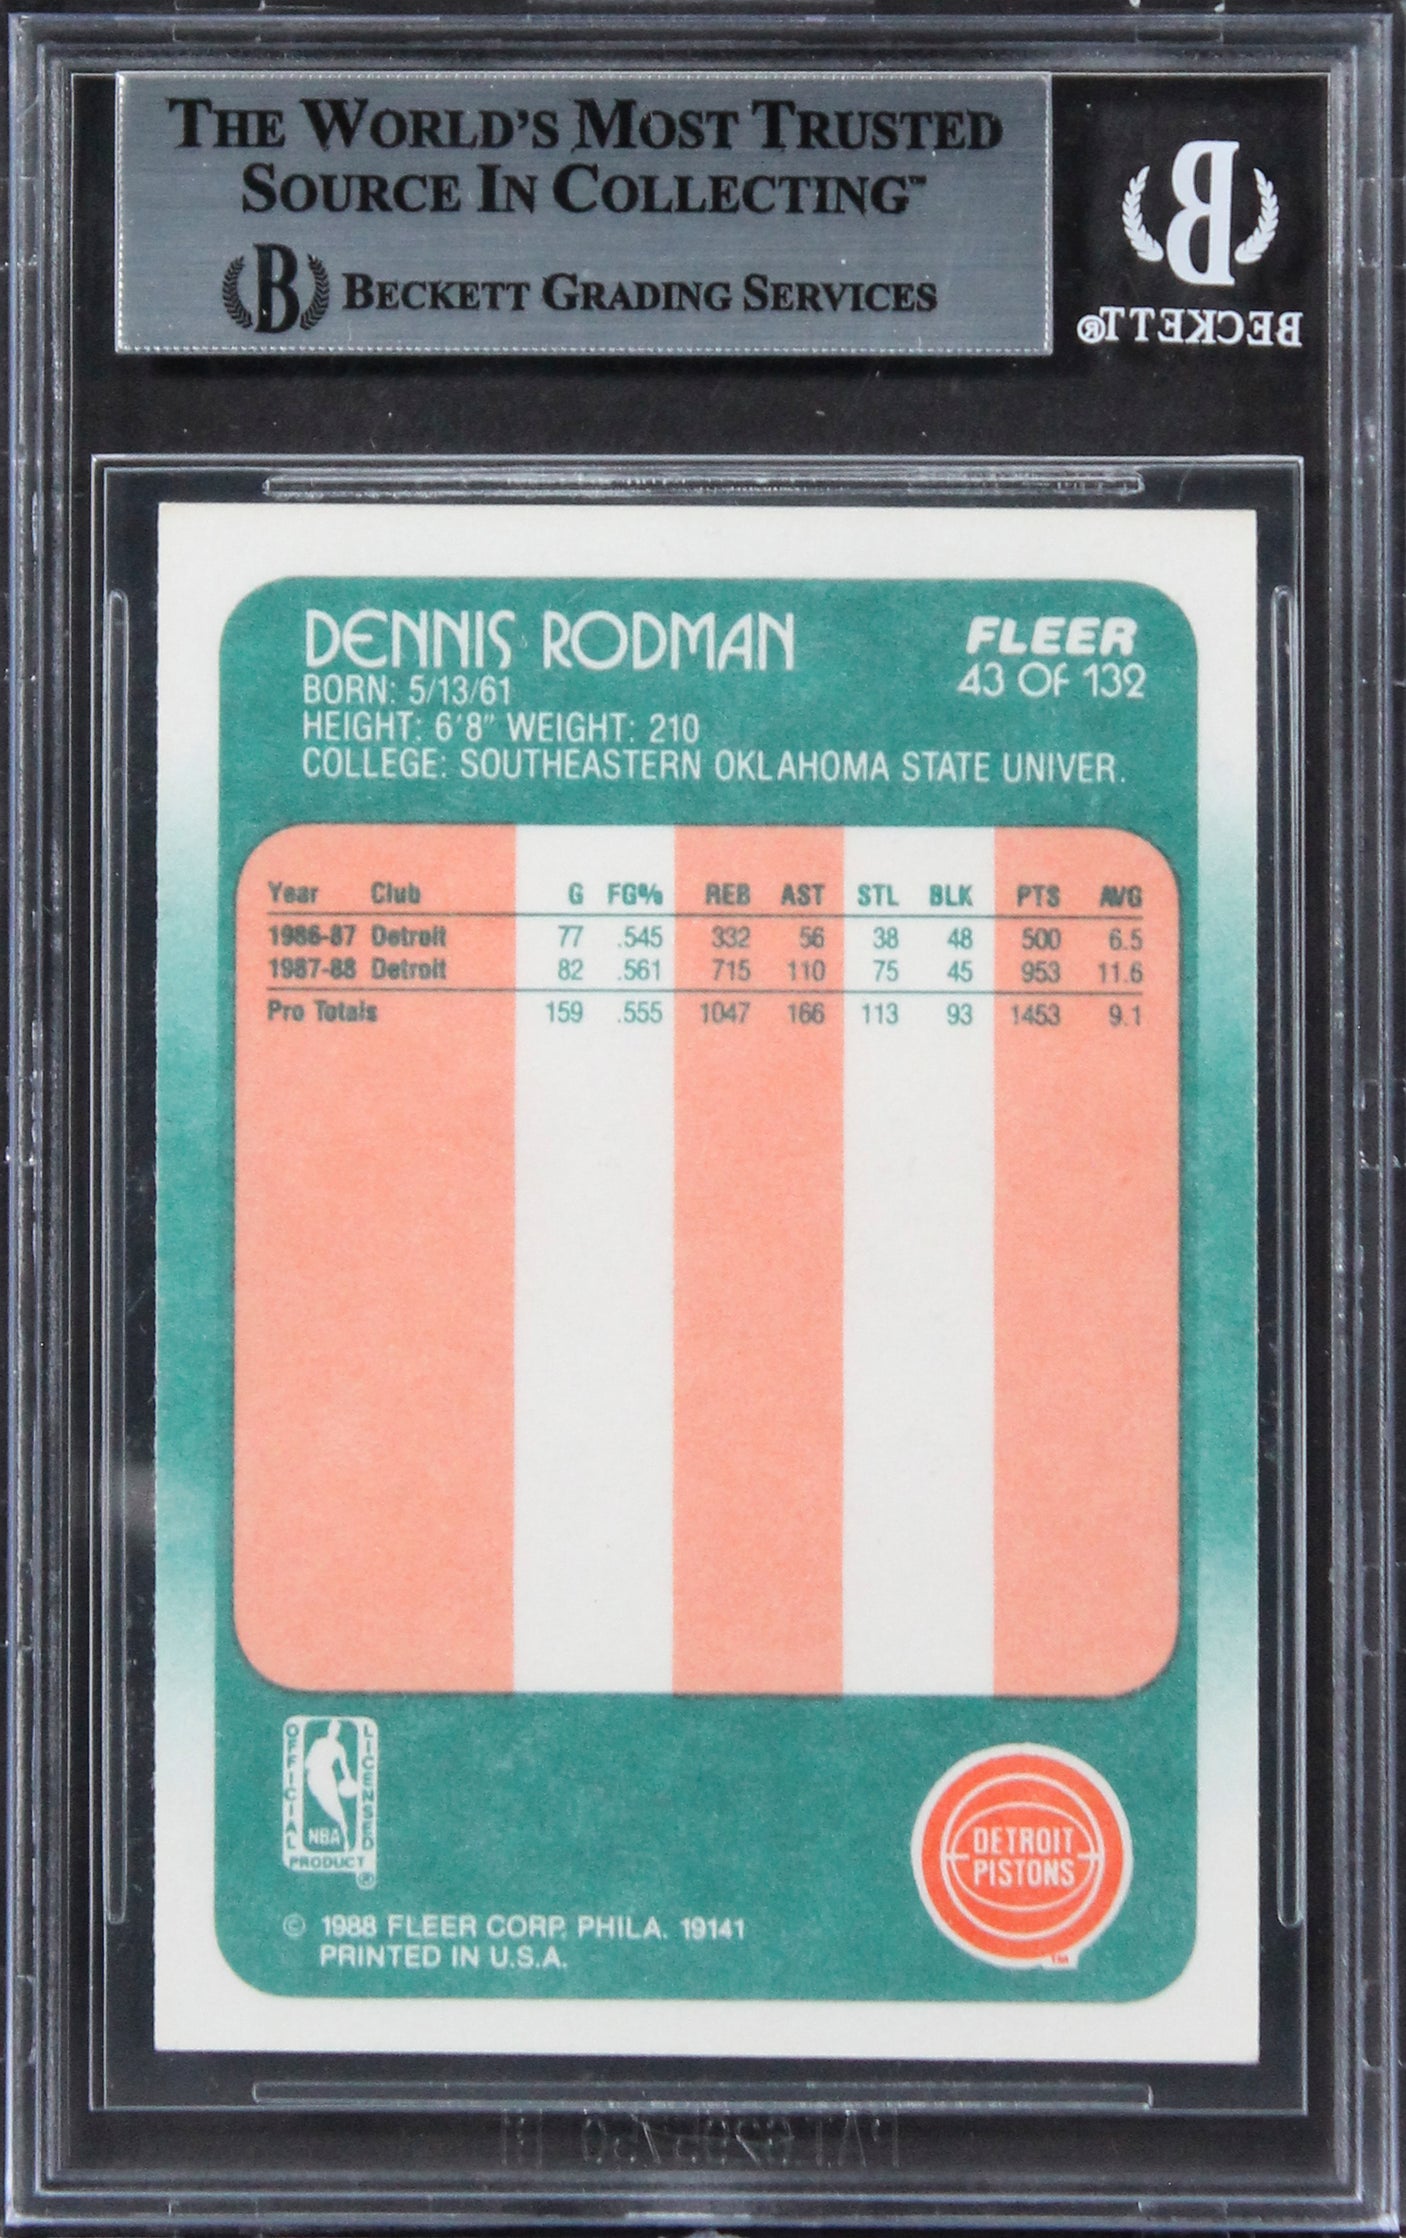 THE WORLD'S MOST TRUSTED
SOURCE IN COLLECTING™
B BECKETT GRADING SERVICES
B
BECKETT®
DENNIS RODMAN
FLEER
43 OF 132
BORN: 5/13/61
HEIGHT: 6'8" WEIGHT: 210
COLLEGE: SOUTHEASTERN OKLAHOMA STATE UNIVER.
Year Club G FG% REB AST STL BLK PTS AVG
1986-87 Detroit 77 .545 332 56 38 48 500 6.5
1987-88 Detroit 82 .561 715 110 75 45 953 11.6
Pro Totals 159 .555 1047 166 113 93 1453 9.1
OFFICIAL LICENSED
NBA
PRODUCT
®
DETROIT
PISTONS
TM
© 1988 FLEER CORP. PHILA. 19141
PRINTED IN U.S.A.